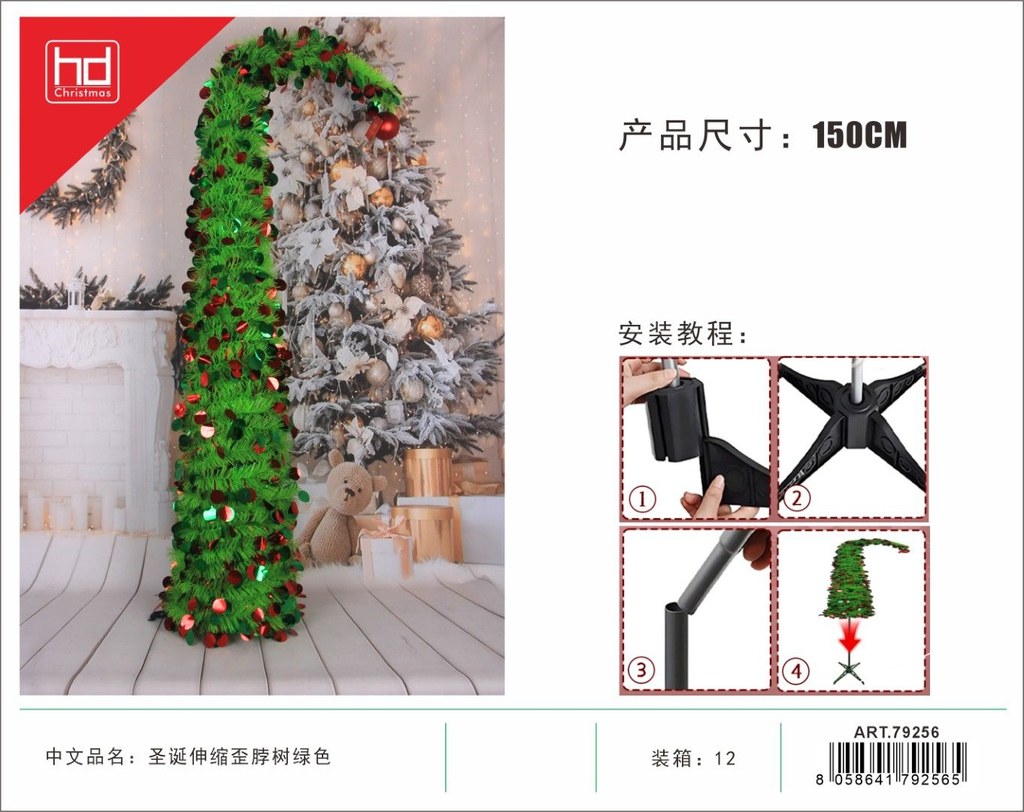 hd
Christmas
产品尺寸：150CM
安装教程：
①
②
③
④
中文品名：圣诞伸缩歪脖树绿色
装箱：12
ART.79256
8 058641 792565